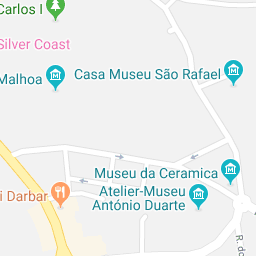 Carlos I
Silver Coast
Malhoa
Casa Museu São Rafael
Museu da Ceramica
Atelier-Museu
António Duarte
i Darbar
R. do